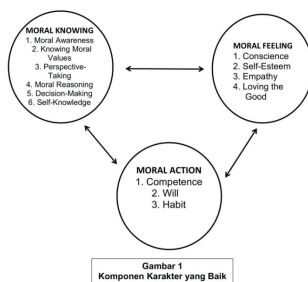 MORAL KNOWING
1. Moral Awareness
2. Knowing Moral
Values
3. Perspective-
Taking
4. Moral Reasoning
5. Decision-Making
6. Self-Knowledge
MORAL FEELING
1. Conscience
2. Self-Esteem
3. Empathy
4. Loving the
Good
MORAL ACTION
1. Competence
2. Will
3. Habit
Gambar 1
Komponen Karakter yang Baik